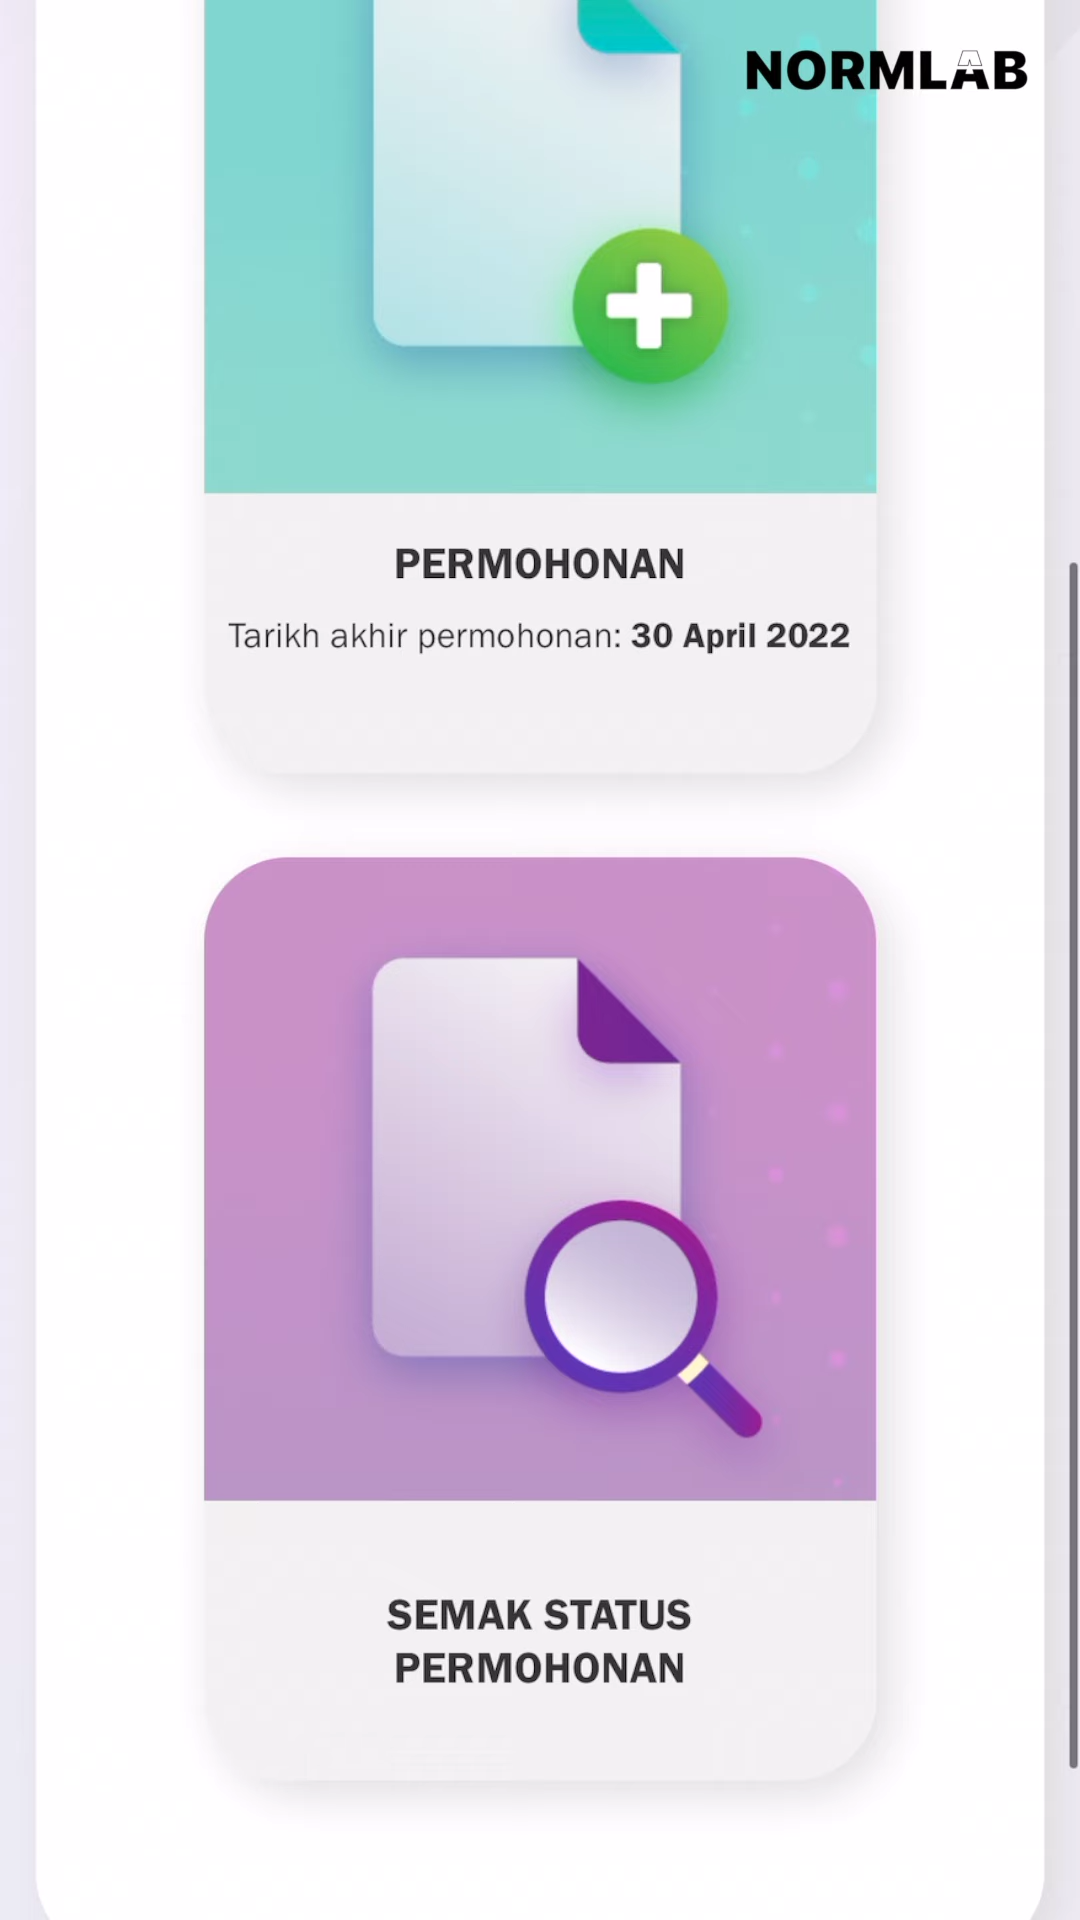 NORMLAB
PERMOHONAN
Tarikh akhir permohonan: 30 April 2022
SEMAK STATUS
PERMOHONAN